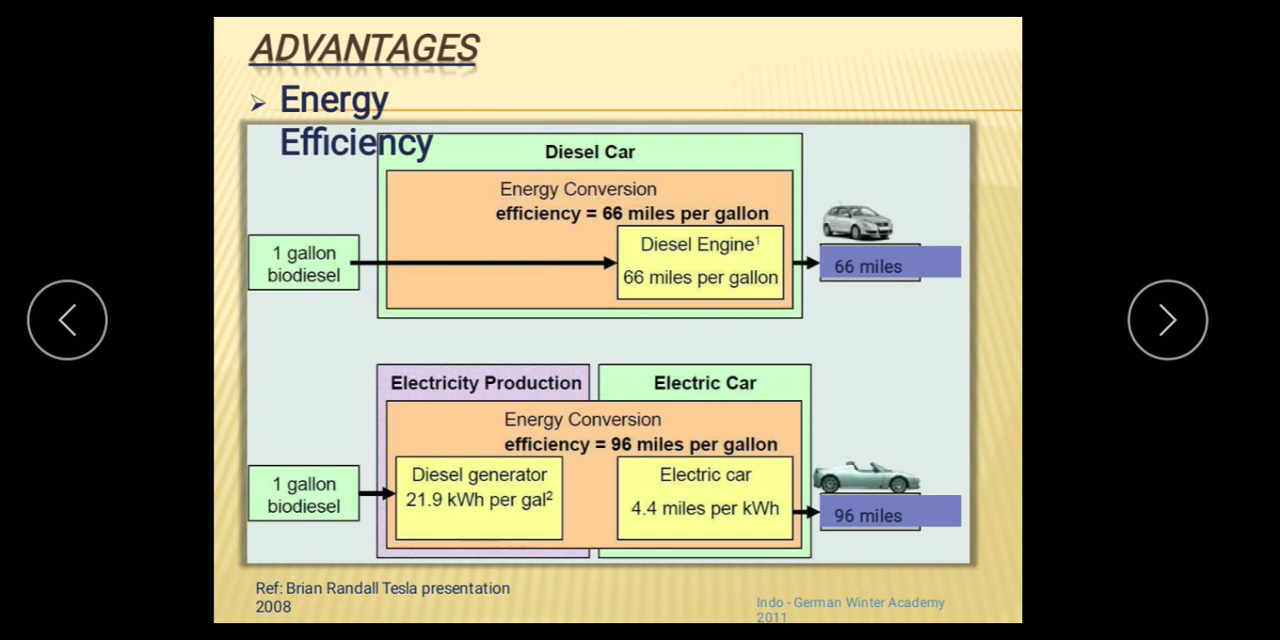 ADVANTAGES
➢ Energy
Efficiency
Diesel Car
Energy Conversion
efficiency = 66 miles per gallon
1 gallon
biodiesel
Diesel Engine¹
66 miles per gallon
66 miles
Electricity Production
Electric Car
Energy Conversion
efficiency = 96 miles per gallon
1 gallon
biodiesel
Diesel generator
21.9 kWh per gal²
Electric car
4.4 miles per kWh
96 miles
Ref: Brian Randall Tesla presentation
2008
Indo - German Winter Academy
2011